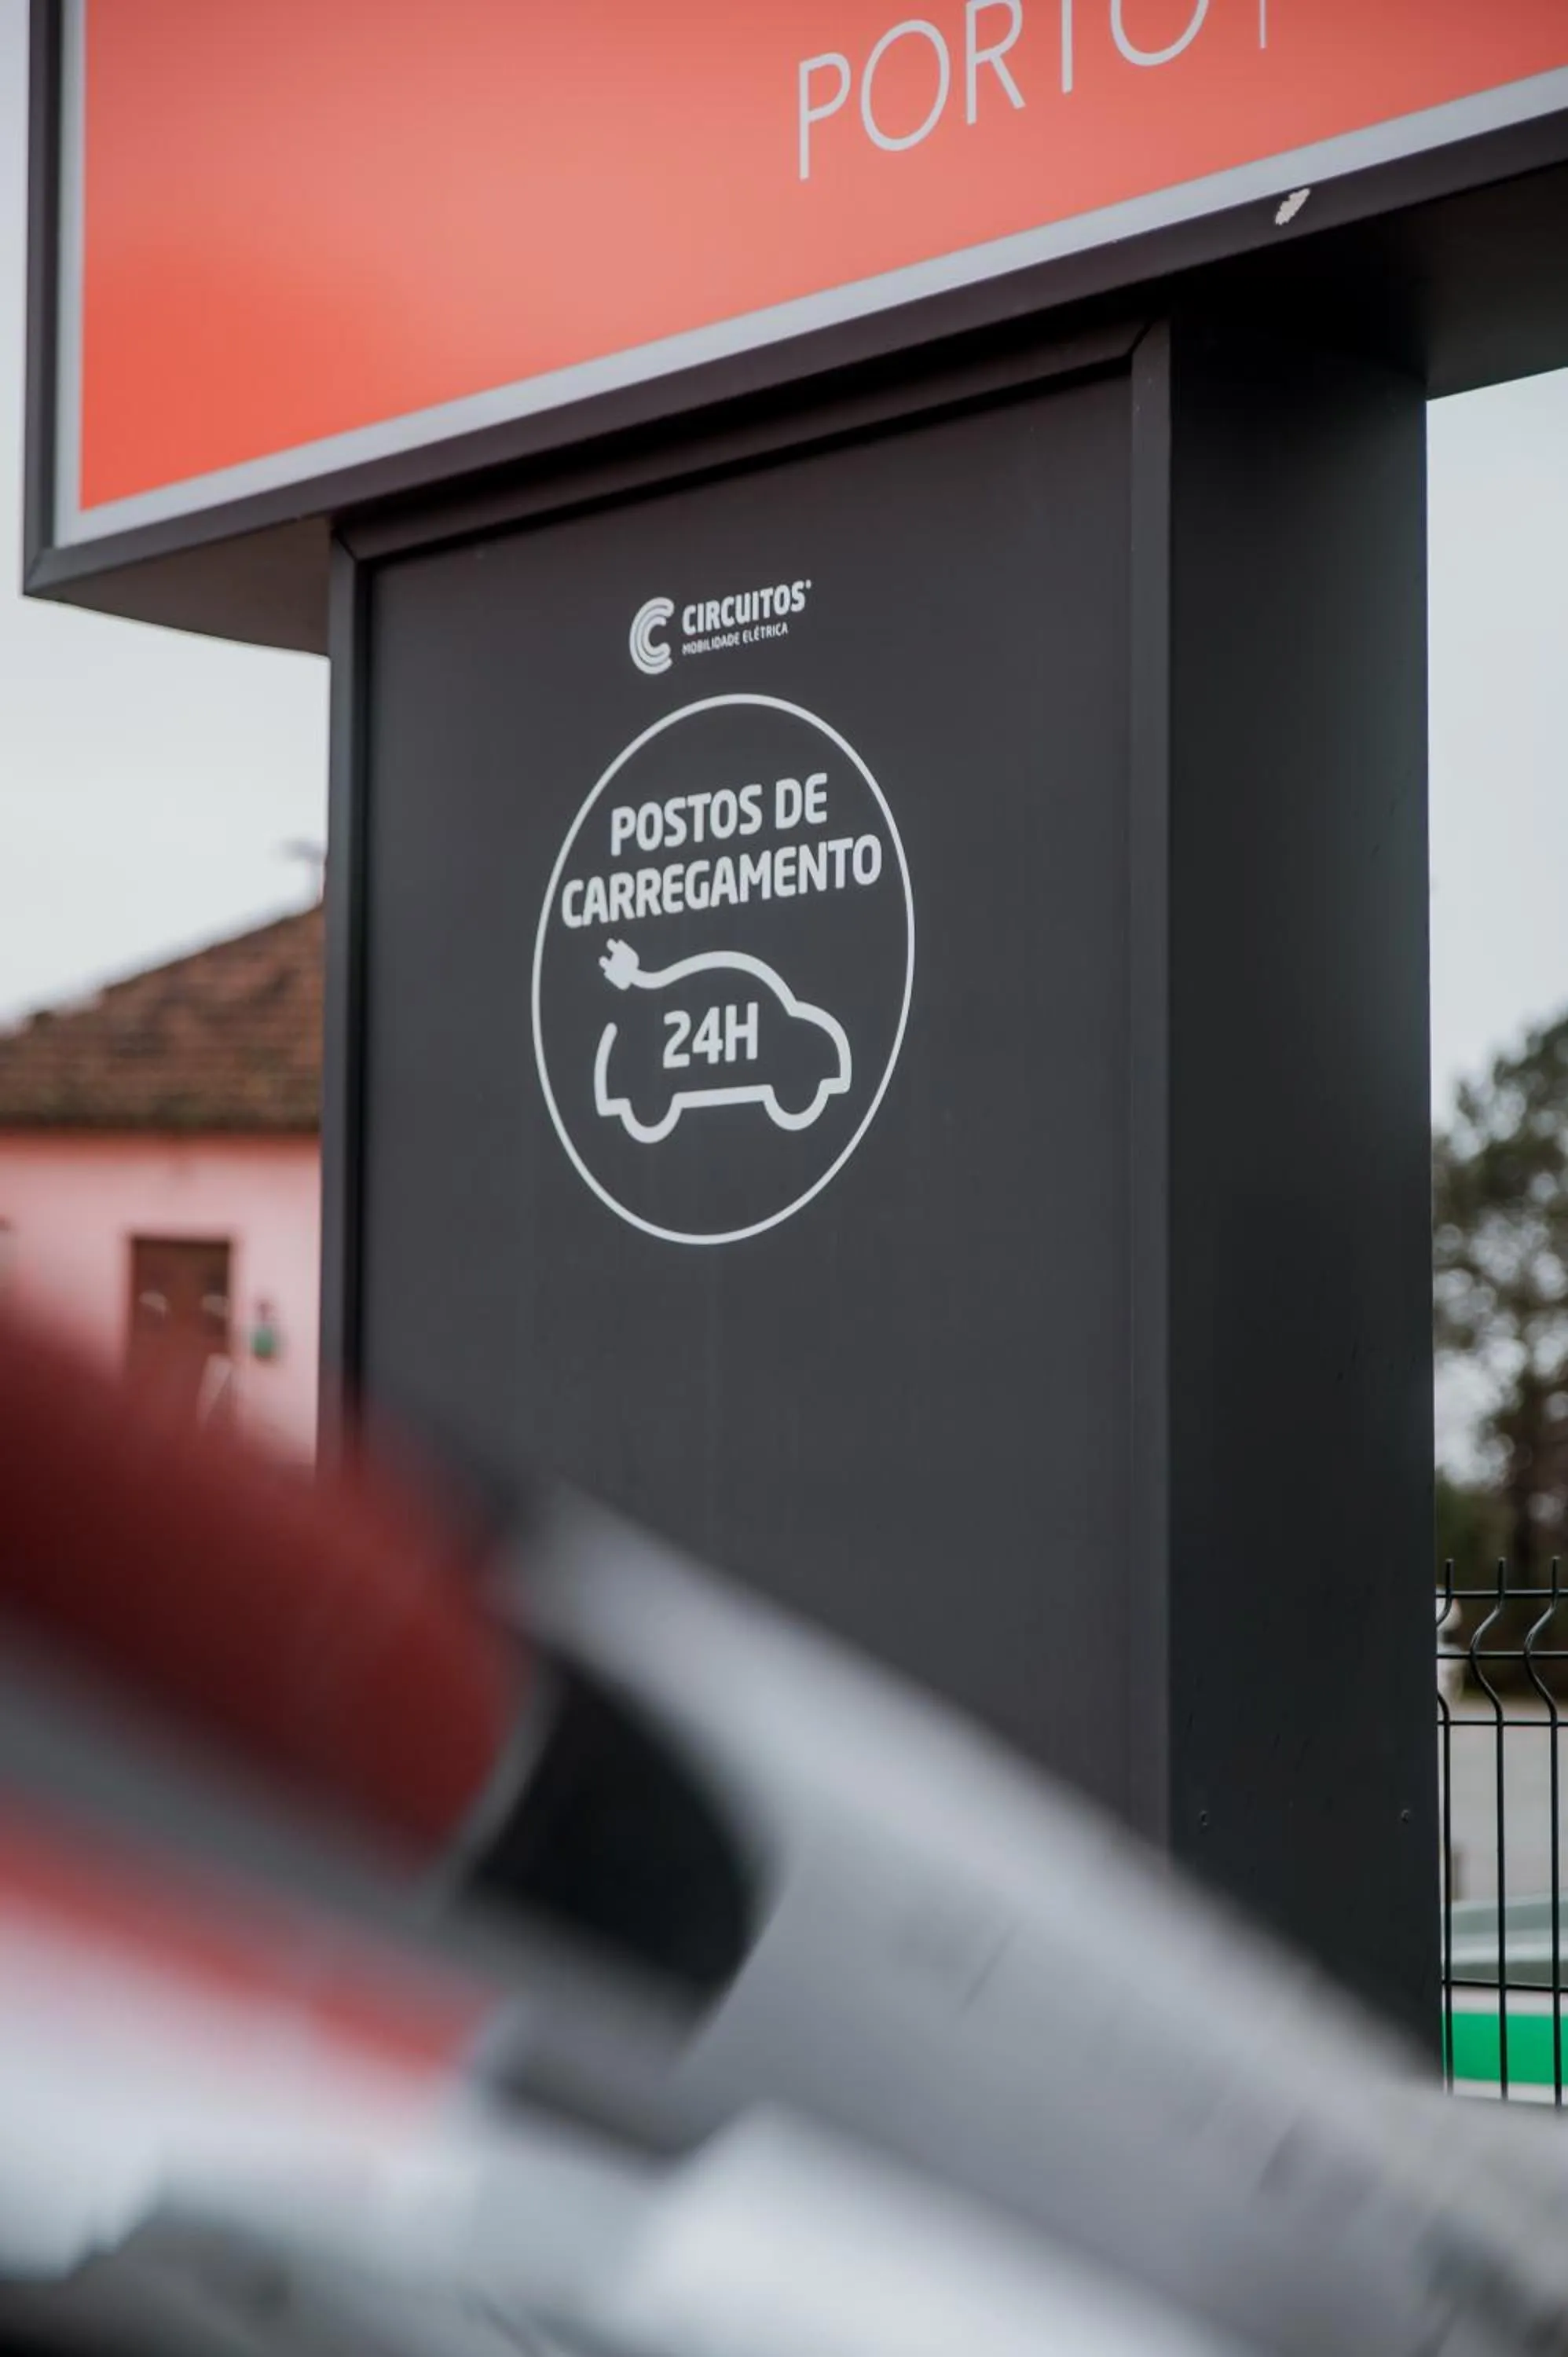 PORTO
CIRCUITOS
MOBILIDADE ELÉTRICA
POSTOS DE
CARREGAMENTO
24H